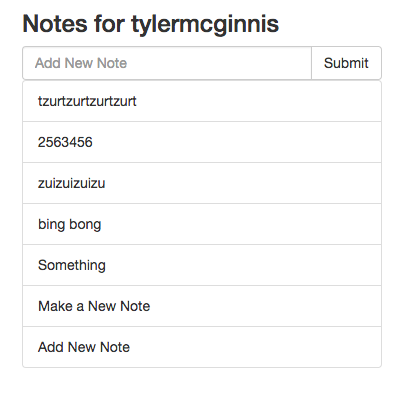 Notes for tylermcginnis
Add New Note
Submit
tzurtzurtzurtzurt
2563456
zuizuizuizu
bing bong
Something
Make a New Note
Add New Note